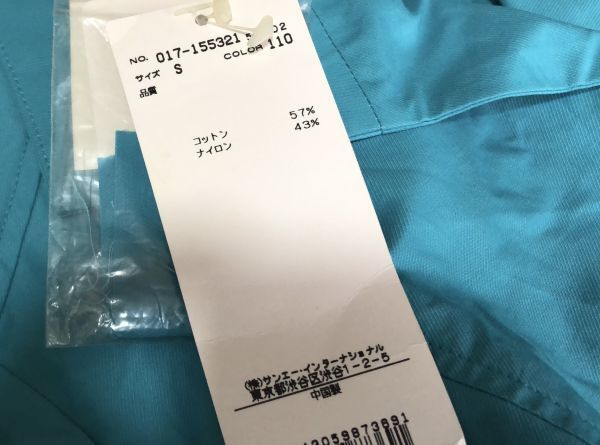 NO. 017-155321 02
サイズ S COLOR 110
品質
コットン 57%
ナイロン 43%
(株)サンエー・インターナショナル
東京都渋谷区渋谷1-2-5
中国製